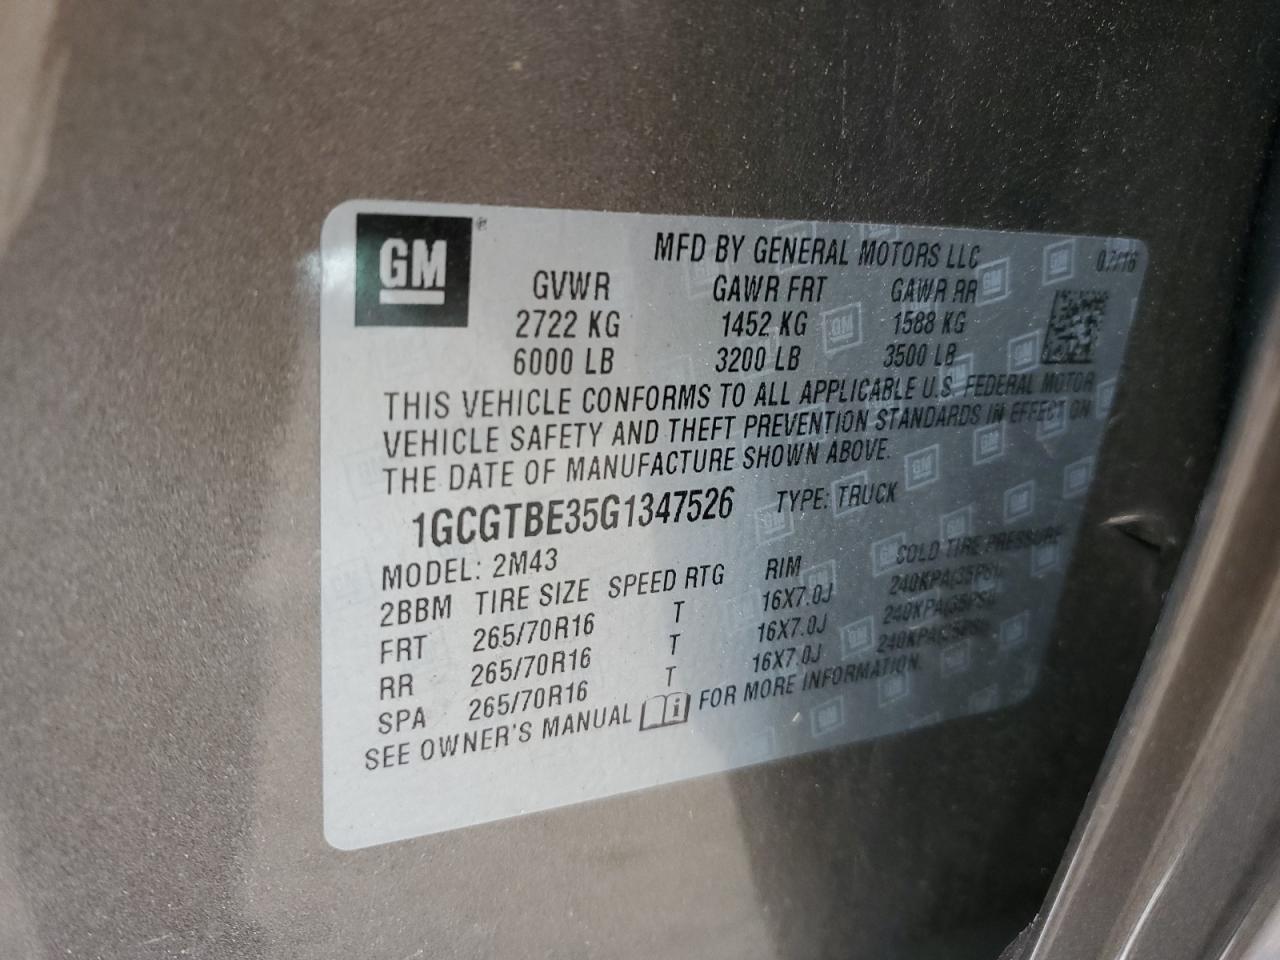 GM ®
MFD BY GENERAL MOTORS LLC 07/16
GVWR GAWR FRT GAWR RR
2722 KG 1452 KG 1588 KG
6000 LB 3200 LB 3500 LB
THIS VEHICLE CONFORMS TO ALL APPLICABLE U.S. FEDERAL MOTOR
VEHICLE SAFETY AND THEFT PREVENTION STANDARDS IN EFFECT ON
THE DATE OF MANUFACTURE SHOWN ABOVE.
1GCGTBE35G1347526 TYPE: TRUCK
MODEL: 2M43
2BBM TIRE SIZE SPEED RTG RIM COLD TIRE PRESSURE
FRT 265/70R16 T 16X7.0J 240KPA(35PSI)
RR 265/70R16 T 16X7.0J 240KPA(35PSI)
SPA 265/70R16 T 16X7.0J 240KPA(35PSI)
SEE OWNER'S MANUAL i FOR MORE INFORMATION.